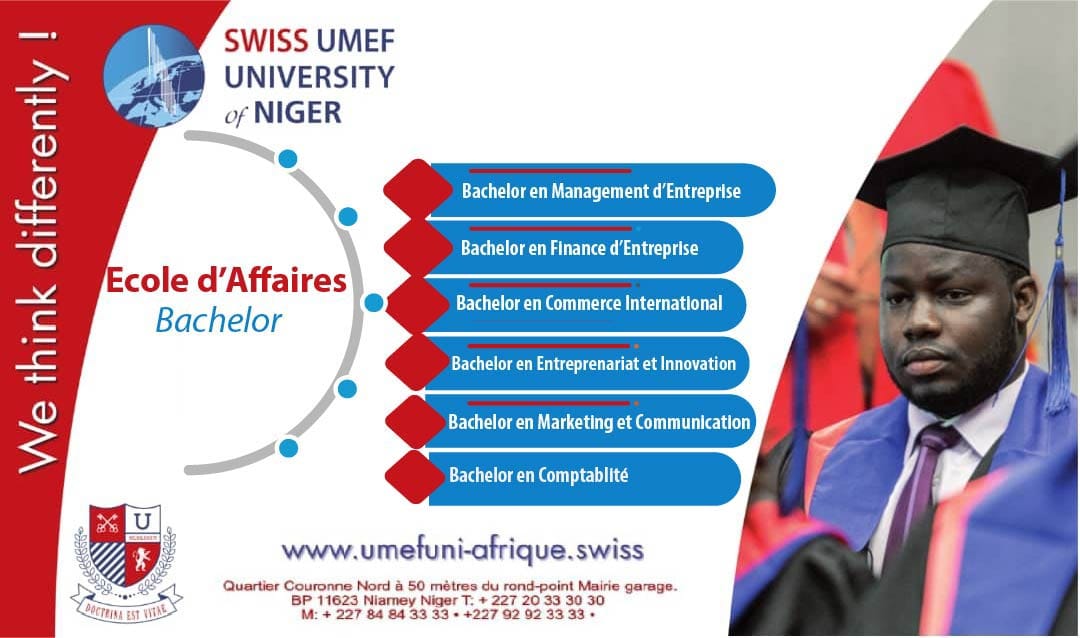 We think differently !
SWISS UMEF
UNIVERSITY
of NIGER
Ecole d'Affaires
Bachelor
Bachelor en Management d'Entreprise
Bachelor en Finance d'Entreprise
Bachelor en Commerce International
Bachelor en Entreprenariat et Innovation
Bachelor en Marketing et Communication
Bachelor en Comptablité
U
DOCTRINA EST VITAE
www.umefuni-afrique.swiss
Quartier Couronne Nord à 50 mètres du rond-point Mairie garage.
BP 11623 Niamey Niger T: + 227 20 33 30 30
M: + 227 84 84 33 33 • +227 92 92 33 33 •